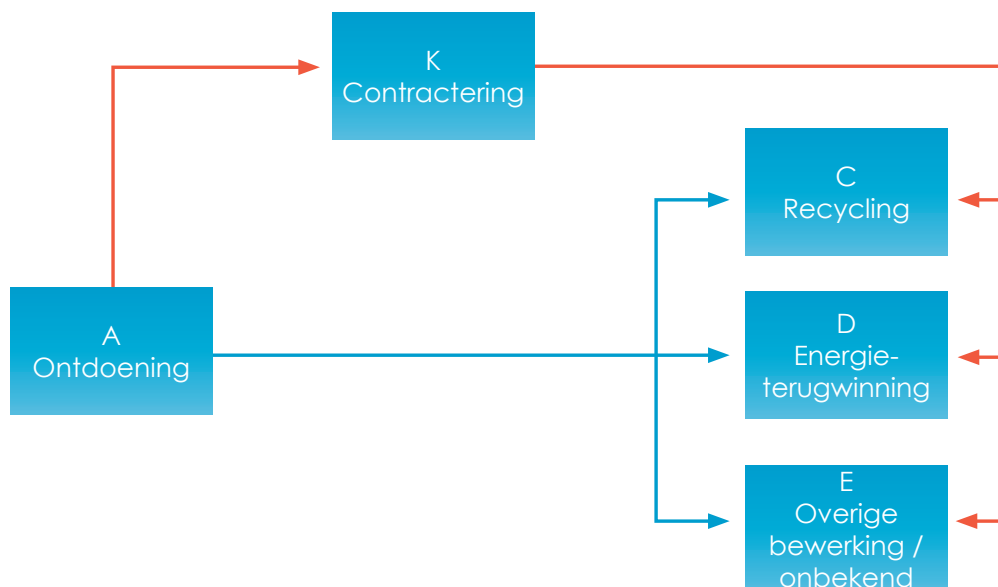 K
Contractering
C
Recycling
A
Ontdoening
D
Energie-
terugwinning
E
Overige
bewerking /
onbekend